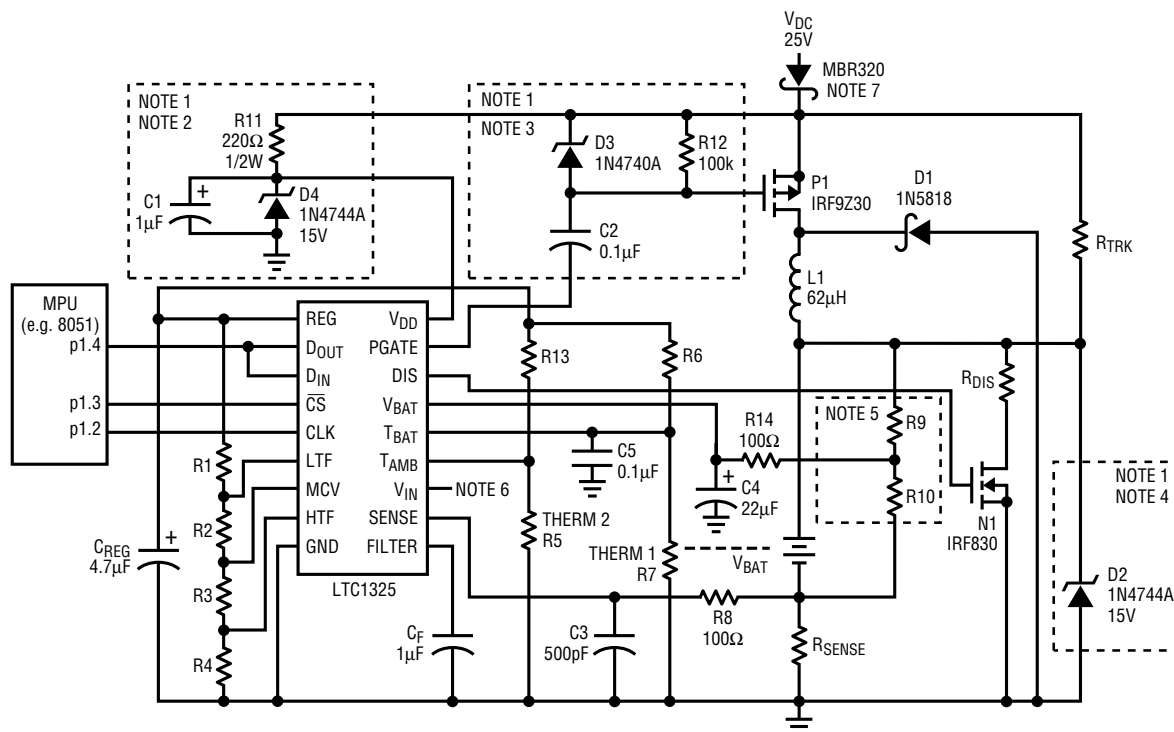 V_DC
25V
MBR320
NOTE 7
NOTE 1
NOTE 2
R11
220Ω
1/2W
C1
1µF
+
D4
1N4744A
15V
NOTE 1
NOTE 3
D3
1N4740A
R12
100k
C2
0.1µF
P1
IRF9Z30
D1
1N5818
R_TRK
L1
62µH
MPU
(e.g. 8051)
p1.4
p1.3
p1.2
REG
D_OUT
D_IN
C̅S̅
CLK
LTF
MCV
HTF
GND
V_DD
PGATE
DIS
V_BAT
T_BAT
T_AMB
V_IN
SENSE
FILTER
LTC1325
NOTE 6
R13
R6
R_DIS
NOTE 5
R9
R10
R14
100Ω
C5
0.1µF
+
C4
22µF
R1
R2
R3
R4
C_REG
4.7µF
+
THERM 2
R5
THERM 1
R7
V_BAT
N1
IRF830
NOTE 1
NOTE 4
D2
1N4744A
15V
R8
100Ω
C_F
1µF
C3
500pF
R_SENSE